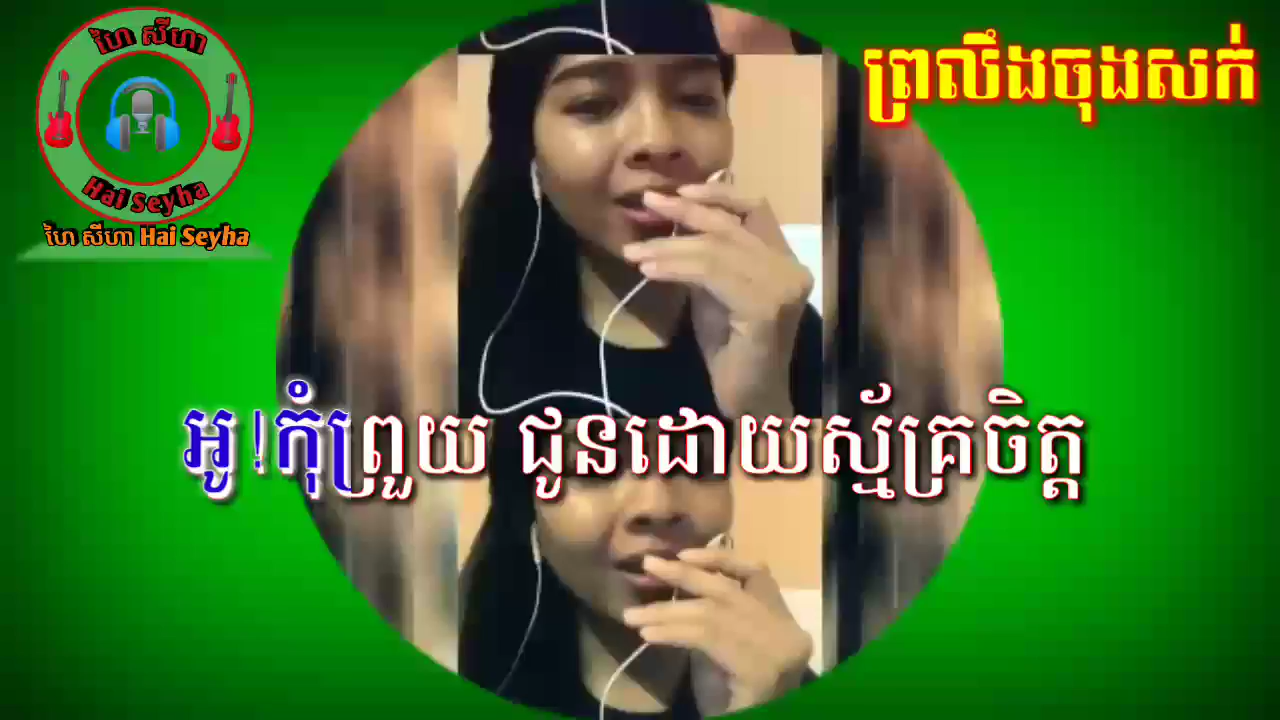 ហៃ សីហា
Hai Seyha
ហៃ សីហា Hai Seyha
ព្រលឹងចុងសក់
អូ!កុំព្រួយ ជូនដោយស្ម័គ្រចិត្ត